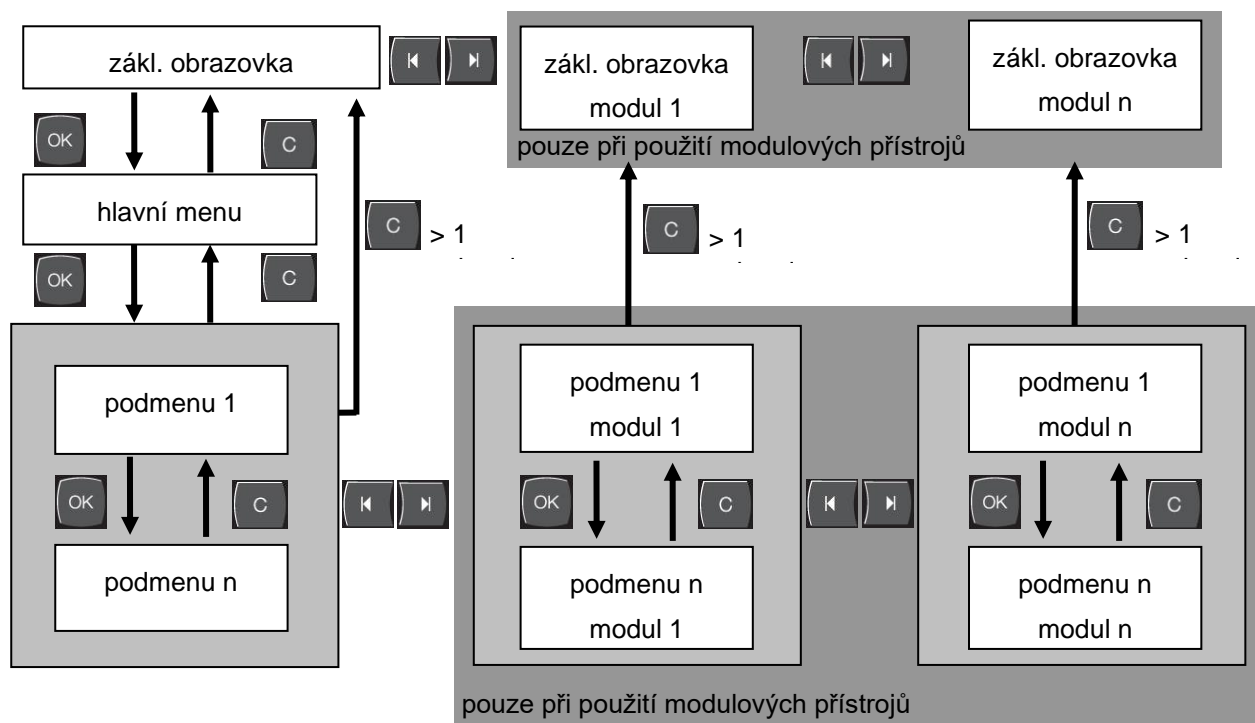 zákl. obrazovka
zákl. obrazovka
modul 1
zákl. obrazovka
modul n
pouze při použití modulových přístrojů
OK
C
hlavní menu
C
> 1
C
> 1
C
> 1
OK
C
podmenu 1
OK
C
podmenu n
podmenu 1
modul 1
OK
C
podmenu n
modul 1
podmenu 1
modul n
OK
C
podmenu n
modul n
pouze při použití modulových přístrojů